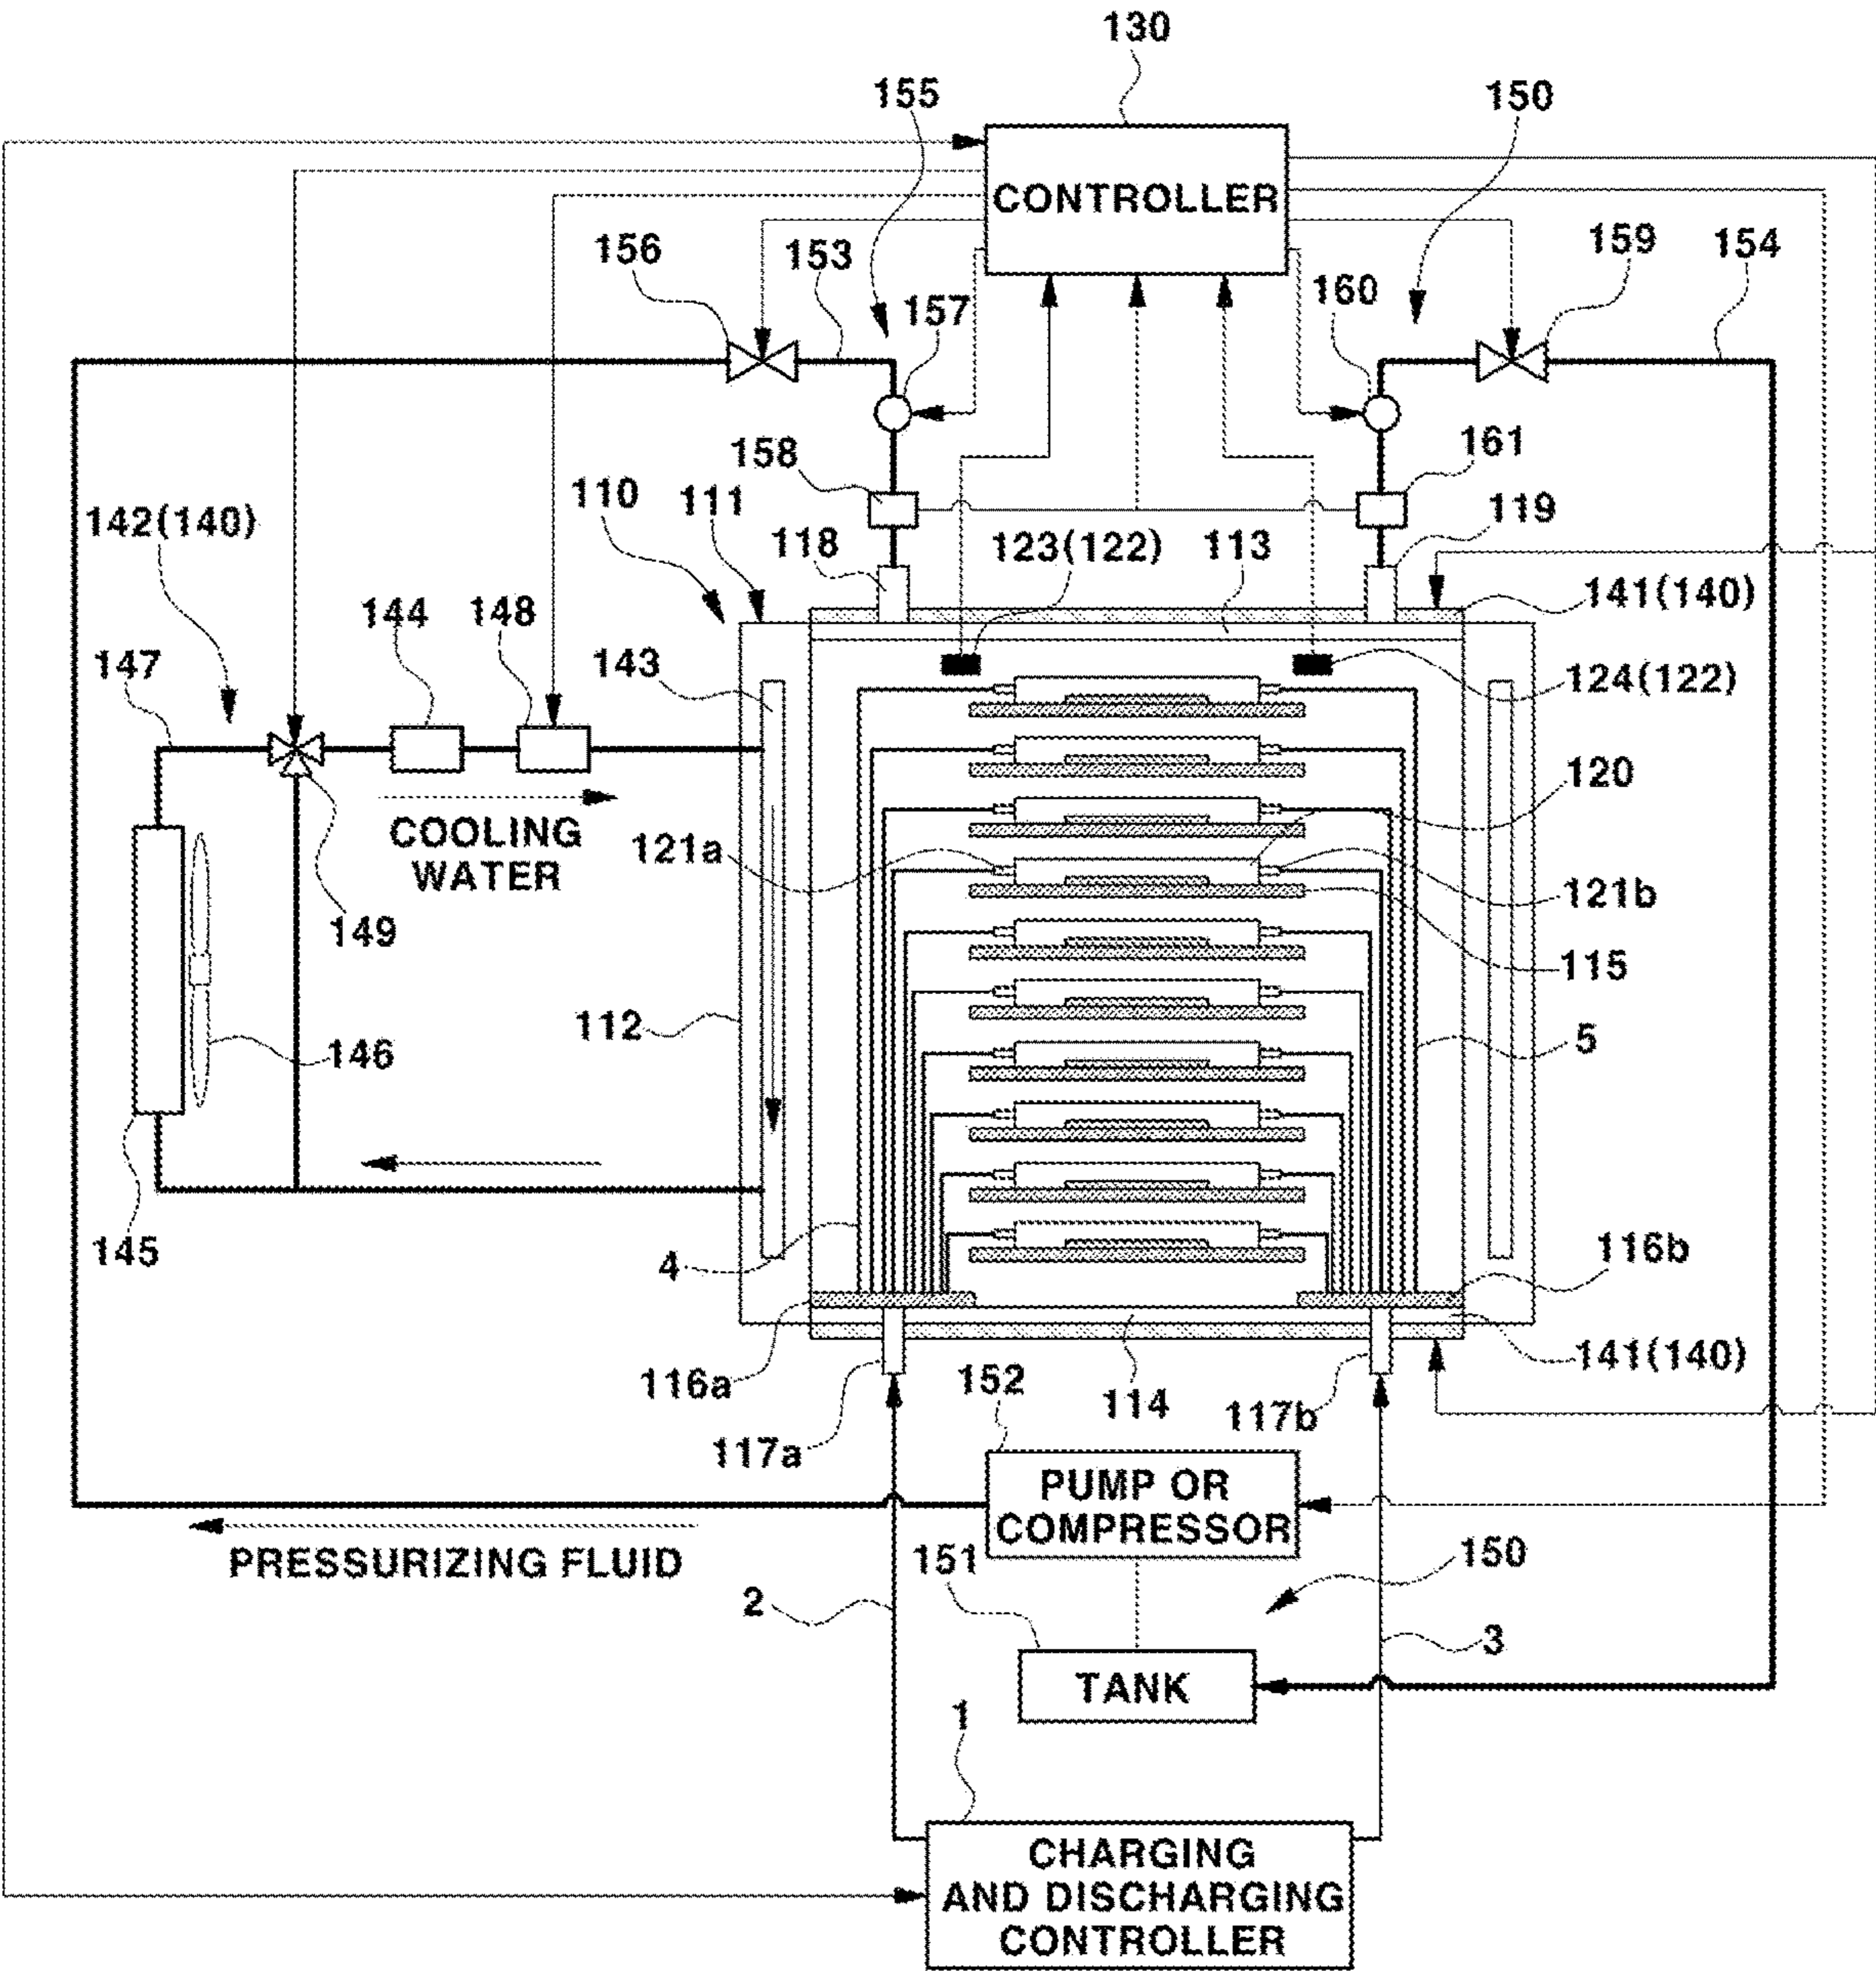 130
155
150
CONTROLLER
156
153
159
154
157
160
158
161
110
111
119
142(140)
118
123(122)
113
141(140)
144
148
147
143
124(122)
120
COOLING
WATER
121a
121b
149
115
112
5
146
145
4
116b
116a
152
114
117b
141(140)
117a
PUMP OR
COMPRESSOR
PRESSURIZING FLUID
151
150
2
3
TANK
1
CHARGING
AND DISCHARGING
CONTROLLER